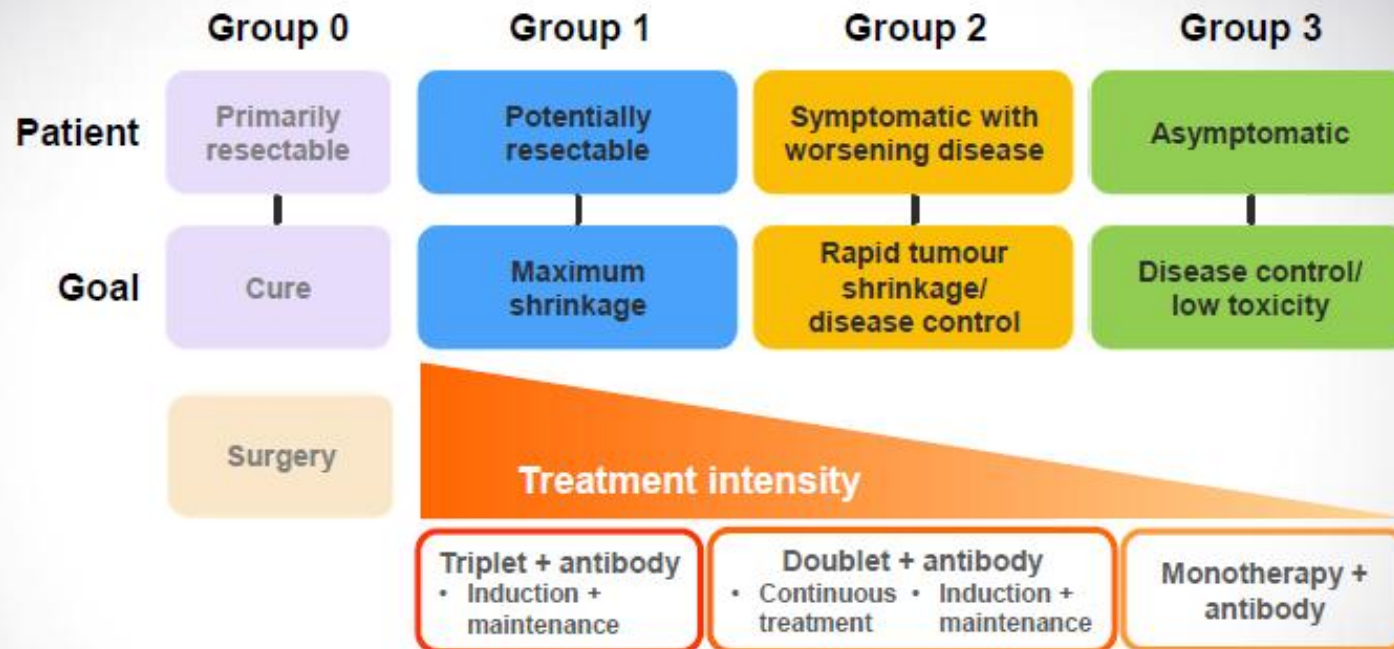 Group 0
Group 1
Group 2
Group 3
Patient
Primarily
resectable
Potentially
resectable
Symptomatic with
worsening disease
Asymptomatic
Goal
Cure
Maximum
shrinkage
Rapid tumour
shrinkage/
disease control
Disease control/
low toxicity
Surgery
Treatment intensity
Triplet + antibody
• Induction +
maintenance
Doublet + antibody
• Continuous
treatment
• Induction +
maintenance
Monotherapy +
antibody